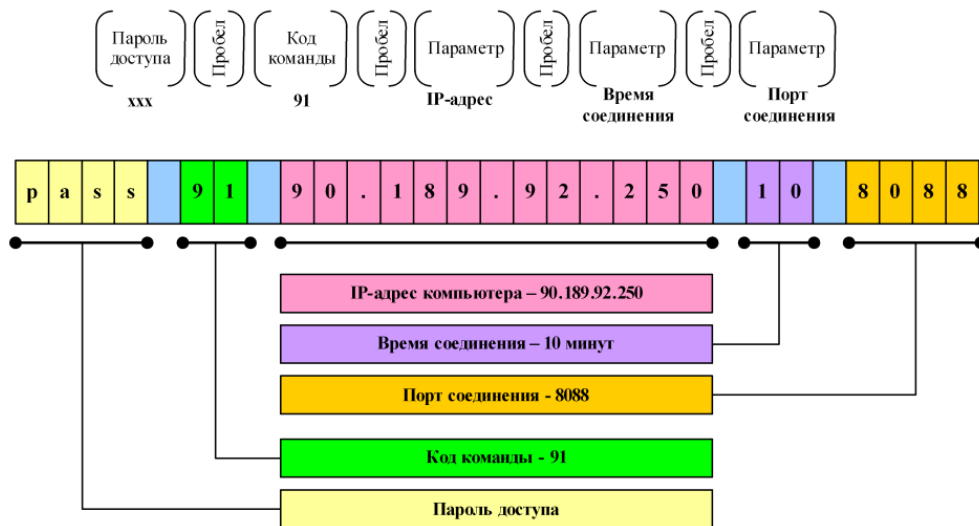 Пароль доступа
Пробел
Код команды
Пробел
Параметр
Пробел
Параметр
Пробел
Параметр
xxx
91
IP-адрес
Время соединения
Порт соединения
p a s s 9 1 9 0 . 1 8 9 . 9 2 . 2 5 0 1 0 8 0 8 8
IP-адрес компьютера – 90.189.92.250
Время соединения – 10 минут
Порт соединения - 8088
Код команды - 91
Пароль доступа